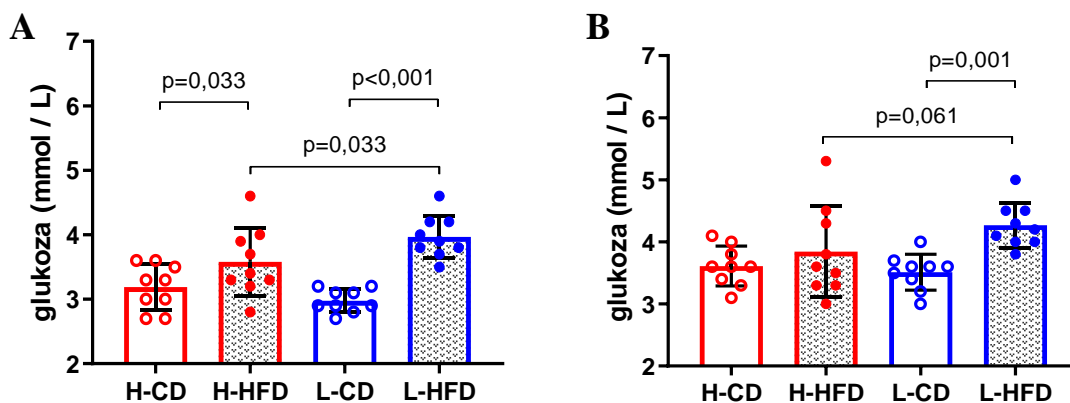 A
glukoza (mmol / L)
7
6
5
4
3
2
p=0,033
p<0,001
p=0,033
H-CD H-HFD L-CD L-HFD
B
glukoza (mmol / L)
7
6
5
4
3
2
p=0,001
p=0,061
H-CD H-HFD L-CD L-HFD